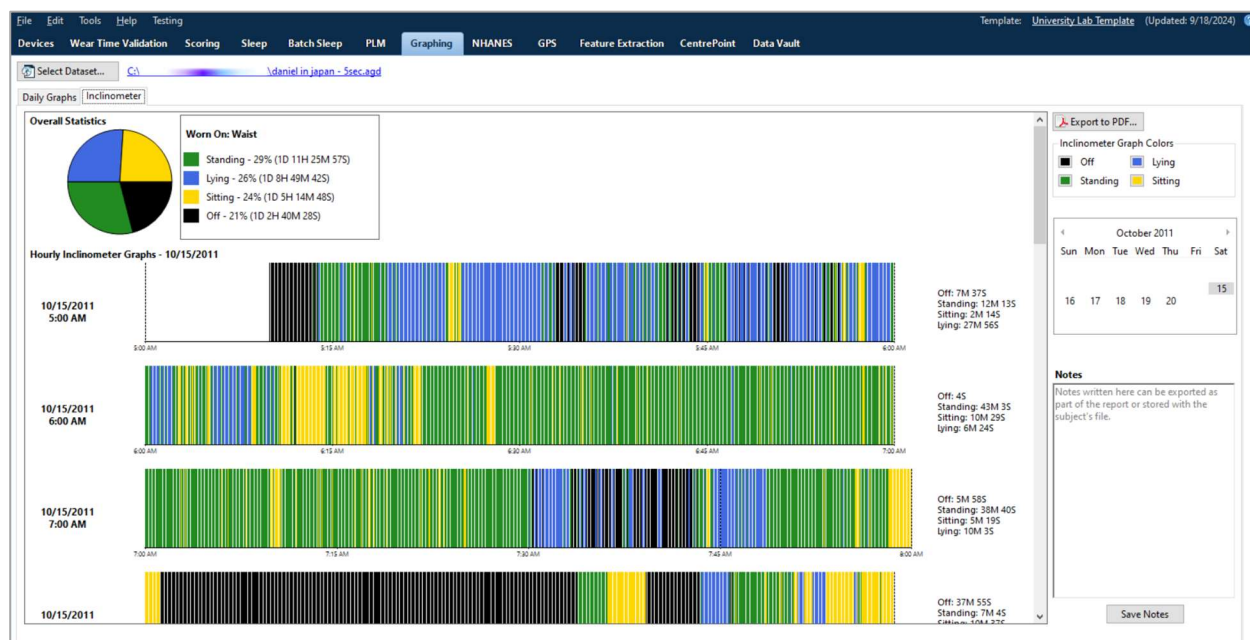 File Edit Tools Help Testing
Template: University Lab Template (Updated: 9/18/2024)
Devices Wear Time Validation Scoring Sleep Batch Sleep PLM Graphing NHANES GPS Feature Extraction CentrePoint Data Vault
Select Dataset... C:\ \daniel in japan - 5sec.agd
Daily Graphs Inclinometer
Overall Statistics
Worn On: Waist
Standing - 29% (1D 11H 25M 57S)
Lying - 26% (1D 8H 49M 42S)
Sitting - 24% (1D 5H 14M 48S)
Off - 21% (1D 2H 40M 28S)
Hourly Inclinometer Graphs - 10/15/2011
10/15/2011
5:00 AM
Off: 7M 37S
Standing: 12M 13S
Sitting: 2M 14S
Lying: 27M 56S
5:00 AM 5:15 AM 5:30 AM 5:45 AM 6:00 AM
10/15/2011
6:00 AM
Off: 4S
Standing: 43M 3S
Sitting: 10M 29S
Lying: 6M 24S
6:00 AM 6:15 AM 6:30 AM 6:45 AM 7:00 AM
10/15/2011
7:00 AM
Off: 5M 58S
Standing: 38M 40S
Sitting: 5M 19S
Lying: 10M 3S
7:00 AM 7:15 AM 7:30 AM 7:45 AM 8:00 AM
10/15/2011
Off: 37M 55S
Standing: 7M 4S
Sitting: 10M 37S
Export to PDF...
Inclinometer Graph Colors
Off Lying
Standing Sitting
October 2011
Sun Mon Tue Wed Thu Fri Sat
15
16 17 18 19 20
Notes
Notes written here can be exported as
part of the report or stored with the
subject's file.
Save Notes